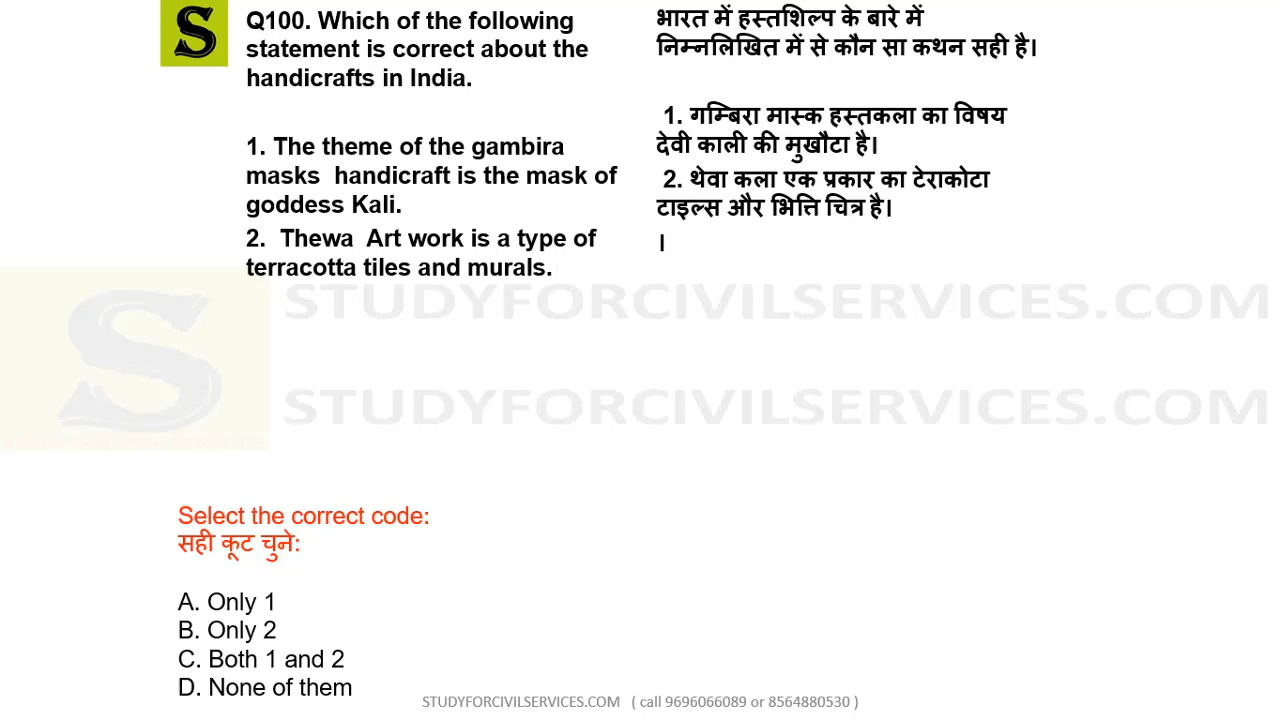 S
Q100. Which of the following
statement is correct about the
handicrafts in India.
1. The theme of the gambira
masks handicraft is the mask of
goddess Kali.
2. Thewa Art work is a type of
terracotta tiles and murals.
भारत में हस्तशिल्प के बारे में
निम्नलिखित में से कौन सा कथन सही है।
1. गम्बिरा मास्क हस्तकला का विषय
देवी काली की मुखौटा है।
2. थेवा कला एक प्रकार का टेराकोटा
टाइल्स और भित्ति चित्र है।
।
S
STUDYFORCIVILSERVICES.COM
STUDYFORCIVILSERVICES.COM
Select the correct code:
सही कूट चुने:
A. Only 1
B. Only 2
C. Both 1 and 2
D. None of them
STUDYFORCIVILSERVICES.COM ( call 9696066089 or 8564880530 )